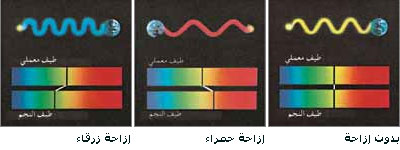 طيف معملي
طيف النجم
بدون إزاحة
طيف معملي
طيف النجم
إزاحة حمراء
طيف معملي
طيف النجم
إزاحة زرقاء